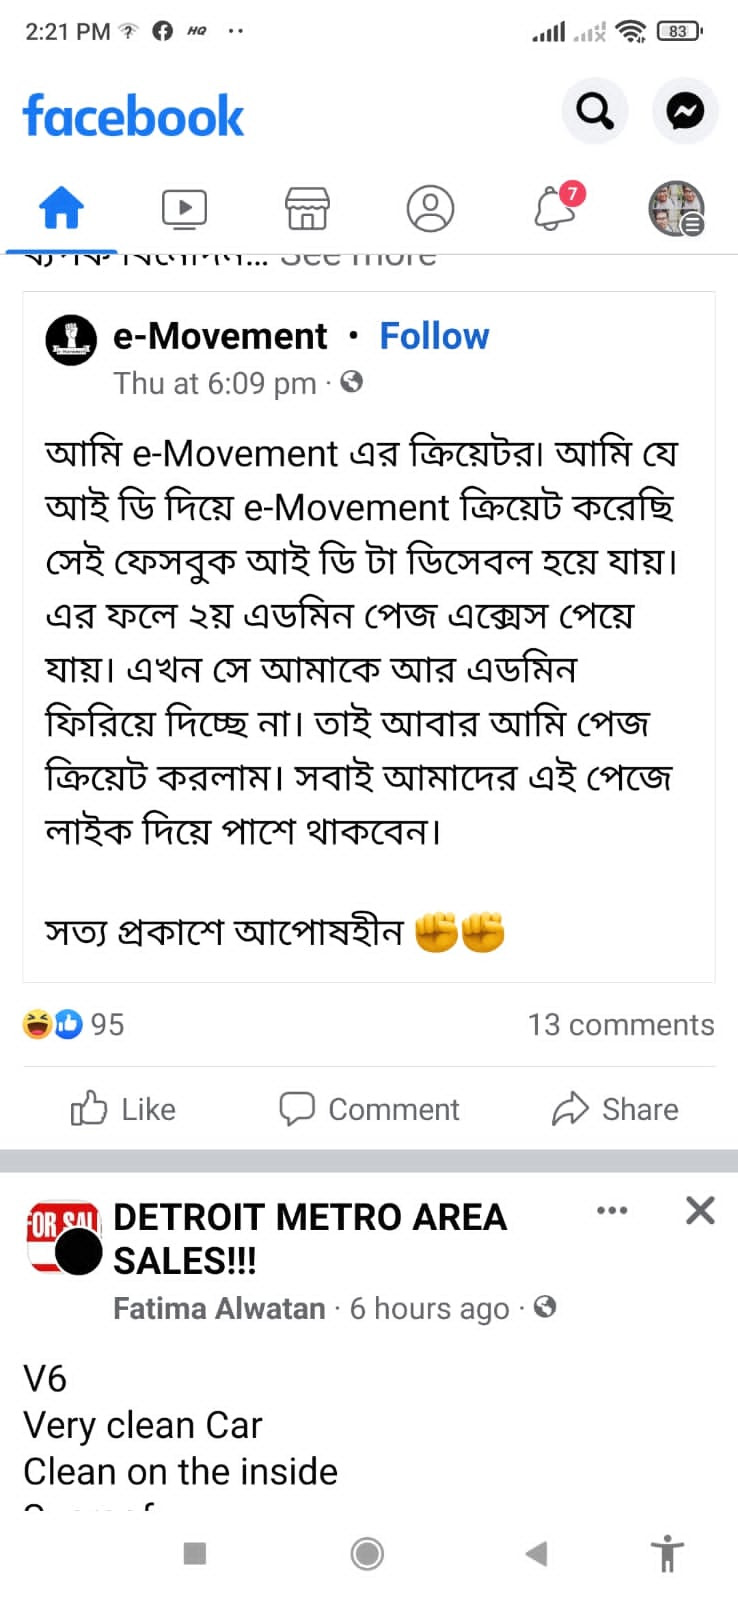 2:21 PM
HQ
83
facebook
7
See more
e-Movement · Follow
Thu at 6:09 pm ·
আমি e-Movement এর ক্রিয়েটর। আমি যে
আই ডি দিয়ে e-Movement ক্রিয়েট করেছি
সেই ফেসবুক আই ডি টা ডিসেবল হয়ে যায়।
এর ফলে ২য় এডমিন পেজ এক্সেস পেয়ে
যায়। এখন সে আমাকে আর এডমিন
ফিরিয়ে দিচ্ছে না। তাই আবার আমি পেজ
ক্রিয়েট করলাম। সবাই আমাদের এই পেজে
লাইক দিয়ে পাশে থাকবেন।
সত্য প্রকাশে আপোষহীন ✊✊
95
13 comments
Like
Comment
Share
FOR SAL
DETROIT METRO AREA
SALES!!!
Fatima Alwatan · 6 hours ago ·
V6
Very clean Car
Clean on the inside